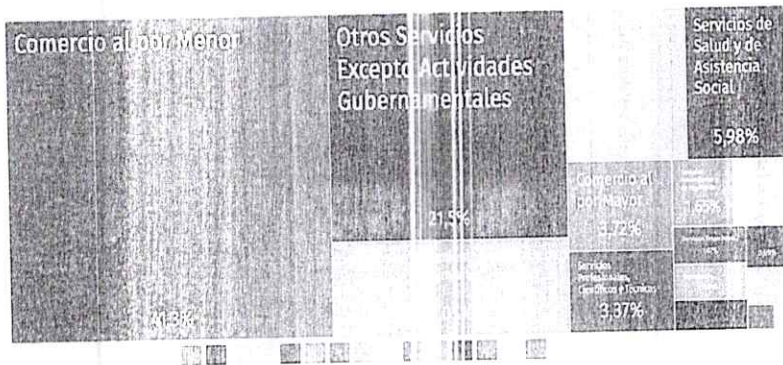 Comercio al por Menor
41,3%
Otros Servicios
Excepto Actividades
Gubernamentales
21,5%
Servicios de
Salud y de
Asistencia
Social
5,98%
Comercio al
por Mayor
3,72%
Servicios
Profesionales,
Científicos y Técnicos
3,37%
1,65%